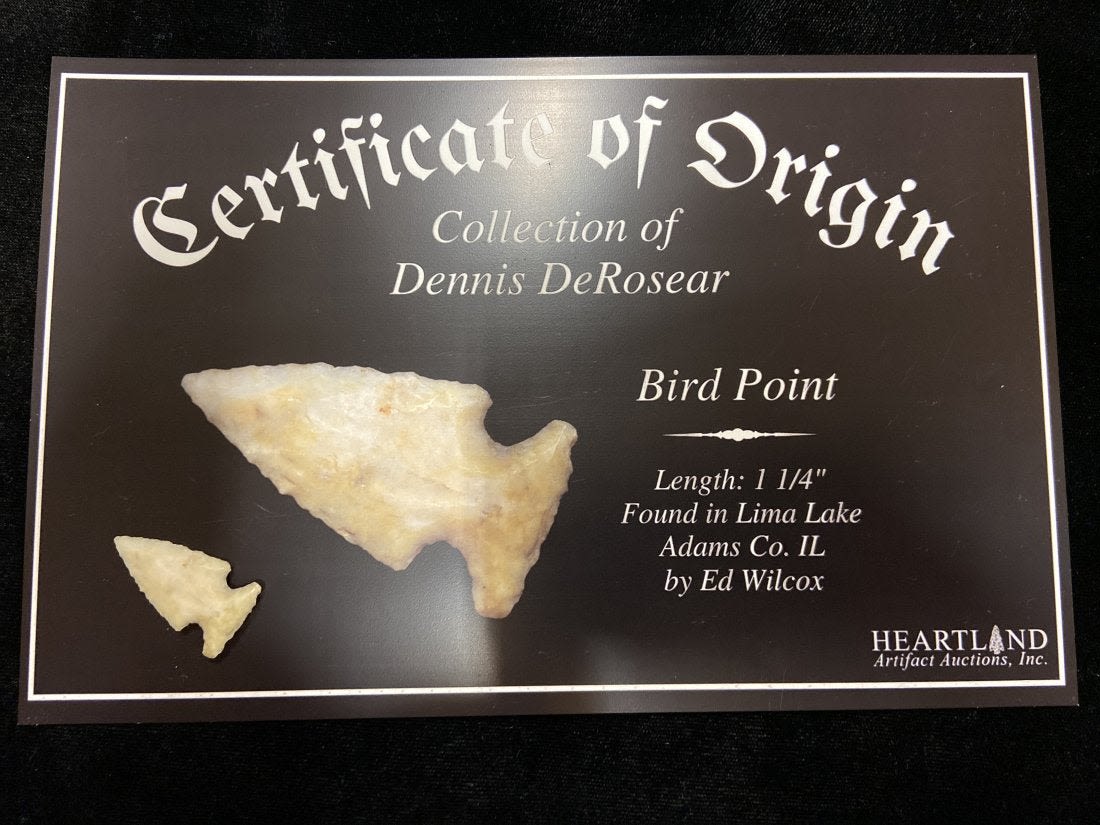 Certificate of Origin
Collection of
Dennis DeRosear
Bird Point
Length: 1 1/4"
Found in Lima Lake
Adams Co. IL
by Ed Wilcox
HEARTLAND
Artifact Auctions, Inc.